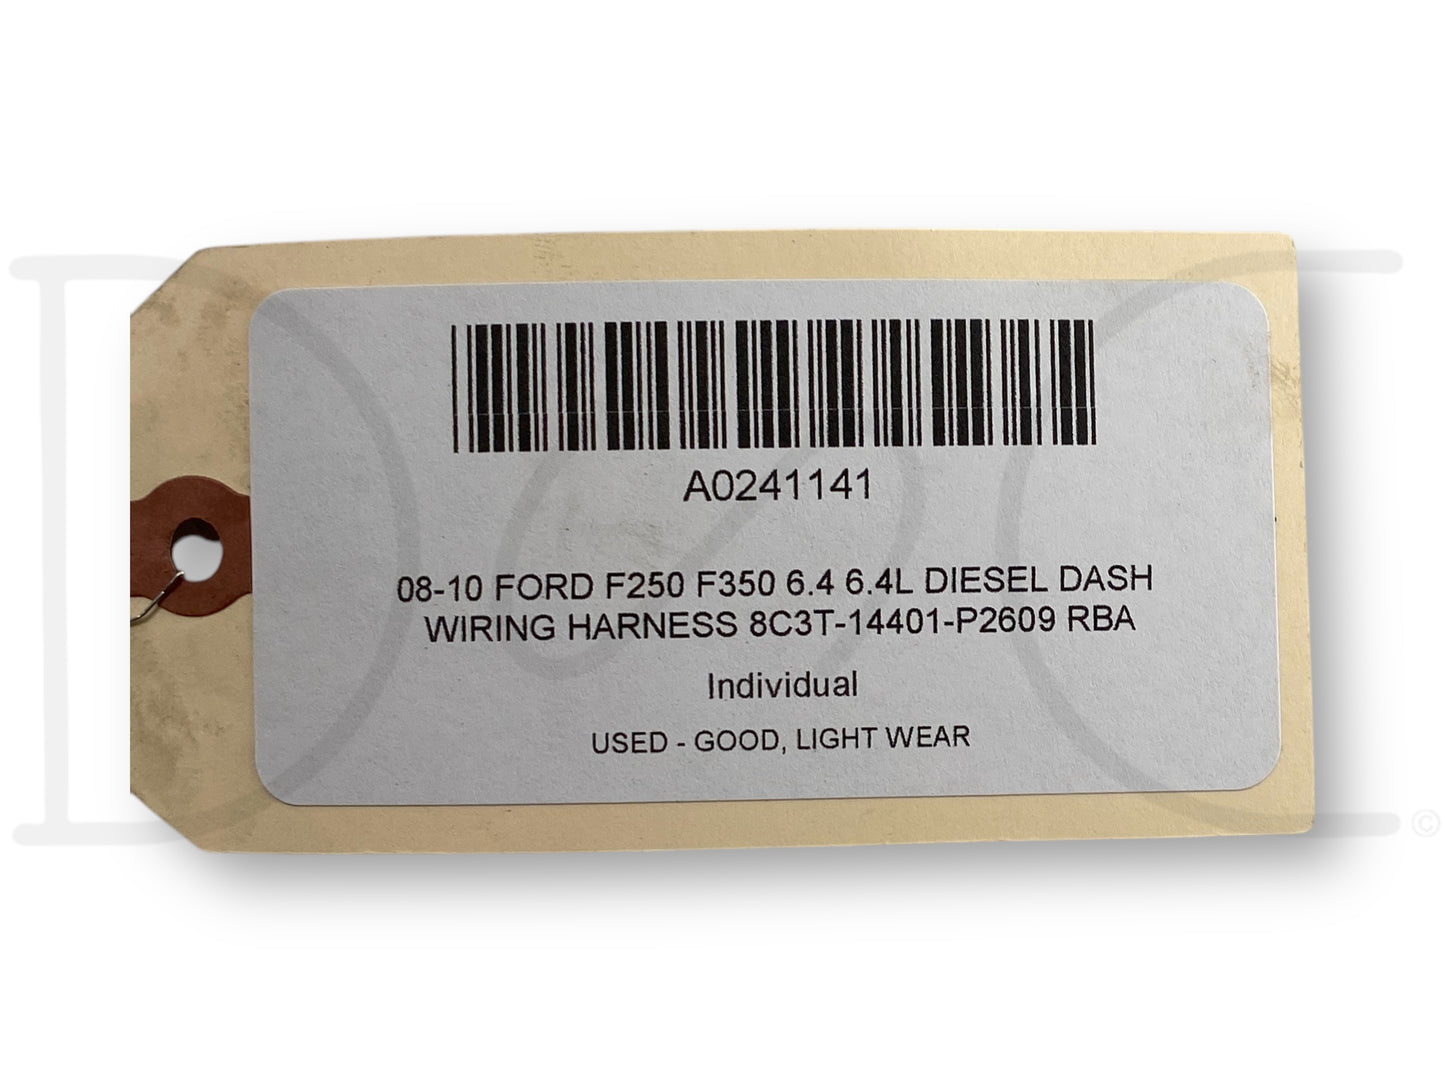 A0241141
08-10 FORD F250 F350 6.4 6.4L DIESEL DASH
WIRING HARNESS 8C3T-14401-P2609 RBA
Individual
USED - GOOD, LIGHT WEAR
©